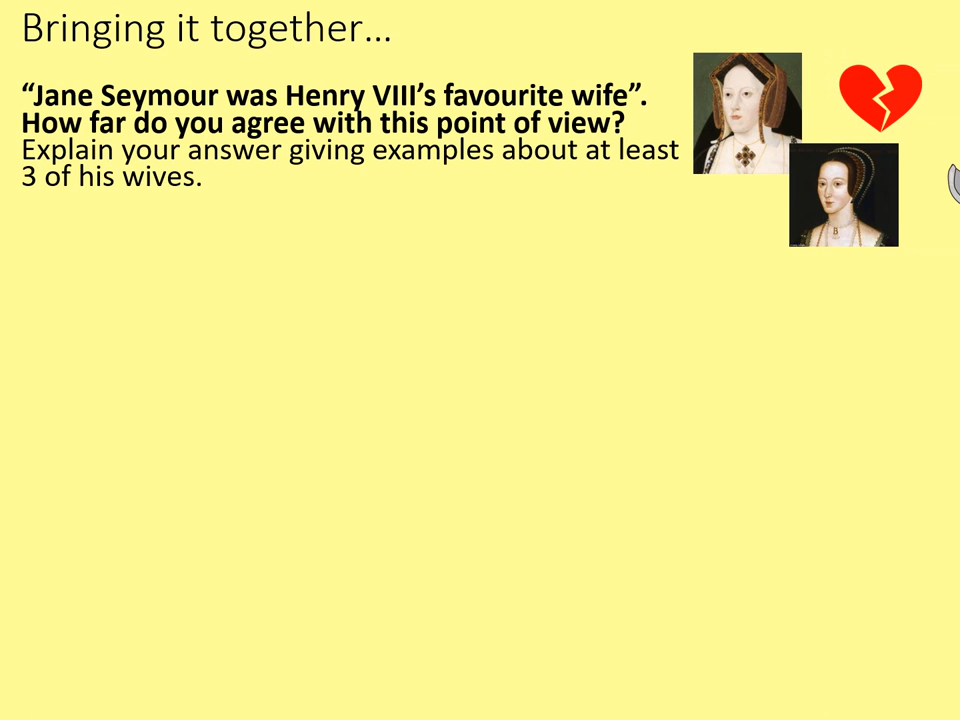 Bringing it together…
“Jane Seymour was Henry VIII’s favourite wife”.
How far do you agree with this point of view?
Explain your answer giving examples about at least
3 of his wives.